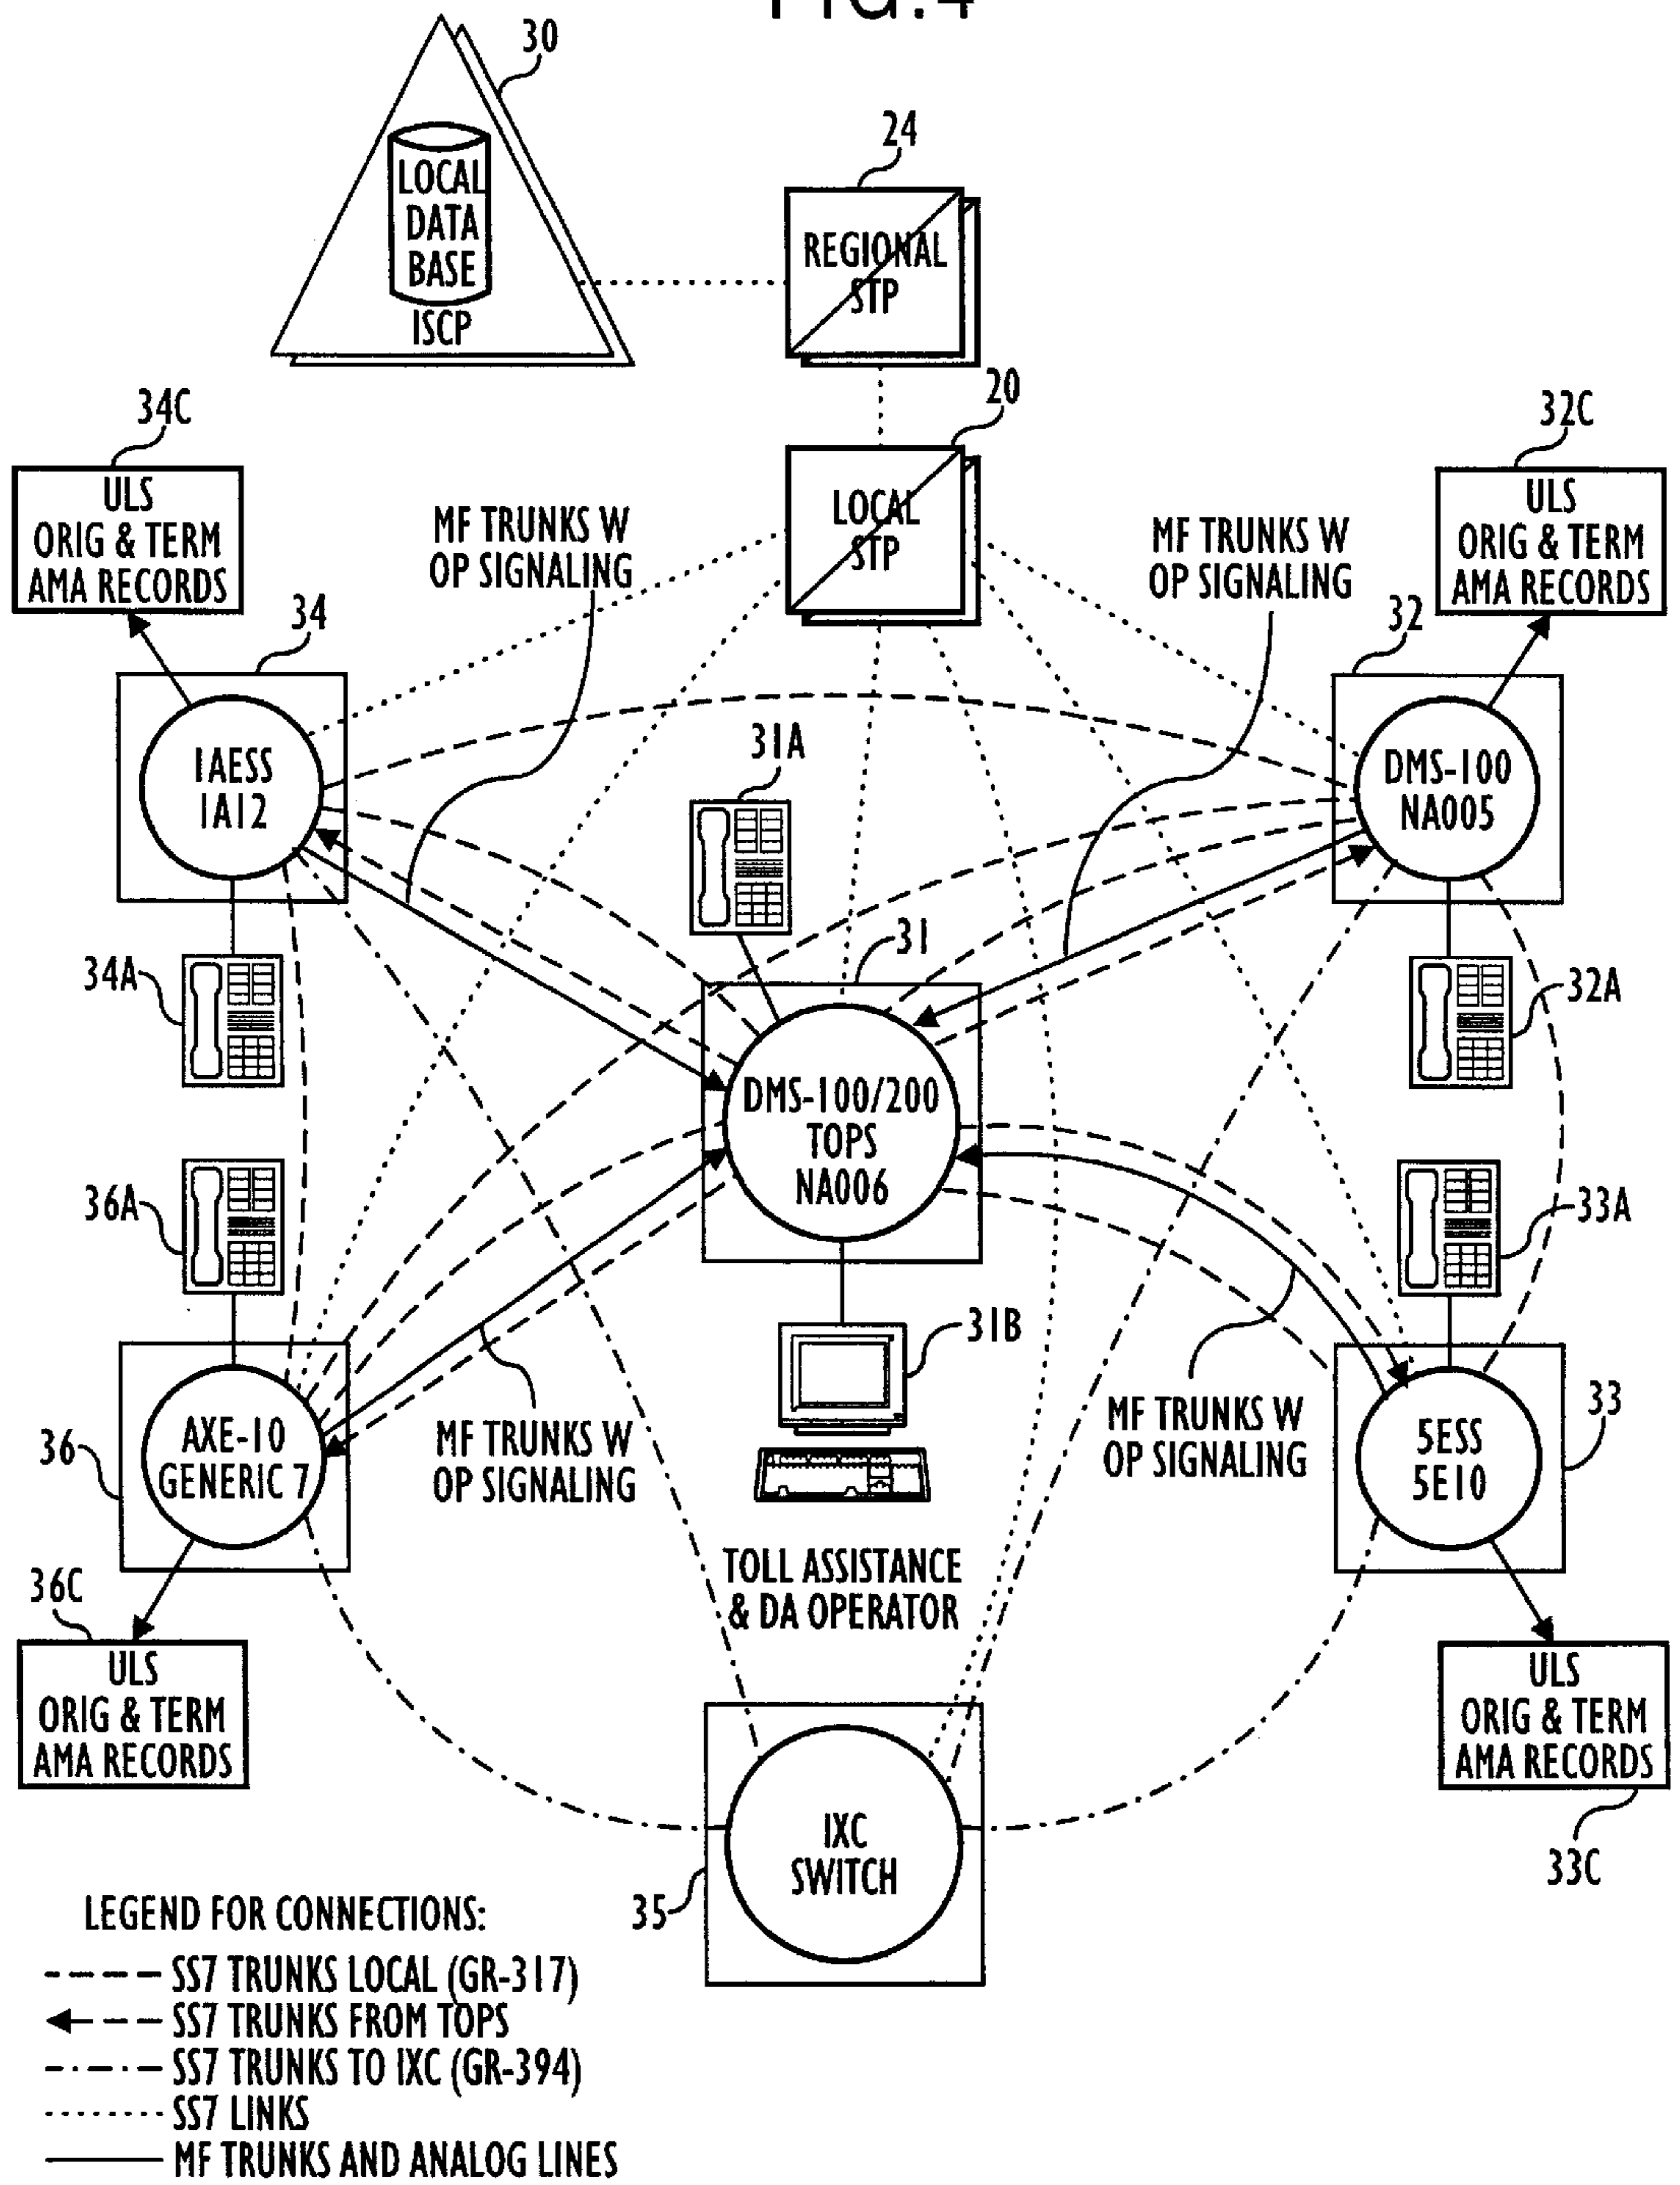 FIG.4
30
LOCAL
DATA
BASE
ISCP
24
REGIONAL
STP
20
LOCAL
STP
34C
ULS
ORIG & TERM
AMA RECORDS
MF TRUNKS W
OP SIGNALING
MF TRUNKS W
OP SIGNALING
32C
ULS
ORIG & TERM
AMA RECORDS
34
1AESS
1A12
32
DMS-100
NA005
31A
34A
31
32A
DMS-100/200
TOPS
NA006
36A
33A
31B
36
AXE-10
GENERIC 7
MF TRUNKS W
OP SIGNALING
MF TRUNKS W
OP SIGNALING
33
5ESS
5E10
TOLL ASSISTANCE
& DA OPERATOR
36C
ULS
ORIG & TERM
AMA RECORDS
ULS
ORIG & TERM
AMA RECORDS
33C
35
IXC
SWITCH
LEGEND FOR CONNECTIONS:
SS7 TRUNKS LOCAL (GR-317)
SS7 TRUNKS FROM TOPS
SS7 TRUNKS TO IXC (GR-394)
SS7 LINKS
MF TRUNKS AND ANALOG LINES